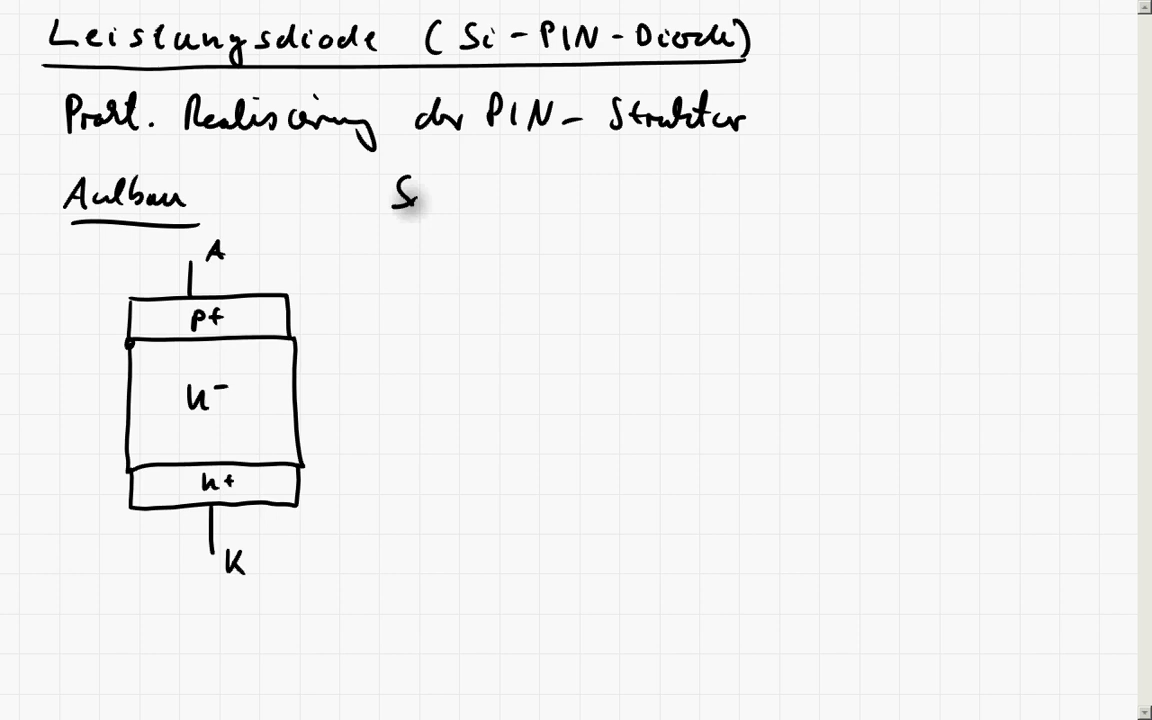 Leistungsdiode (Si-PIN-Diode)
Prakt. Realisierung der PIN-Struktur
Aufbau S
A
p+
n-
n+
K